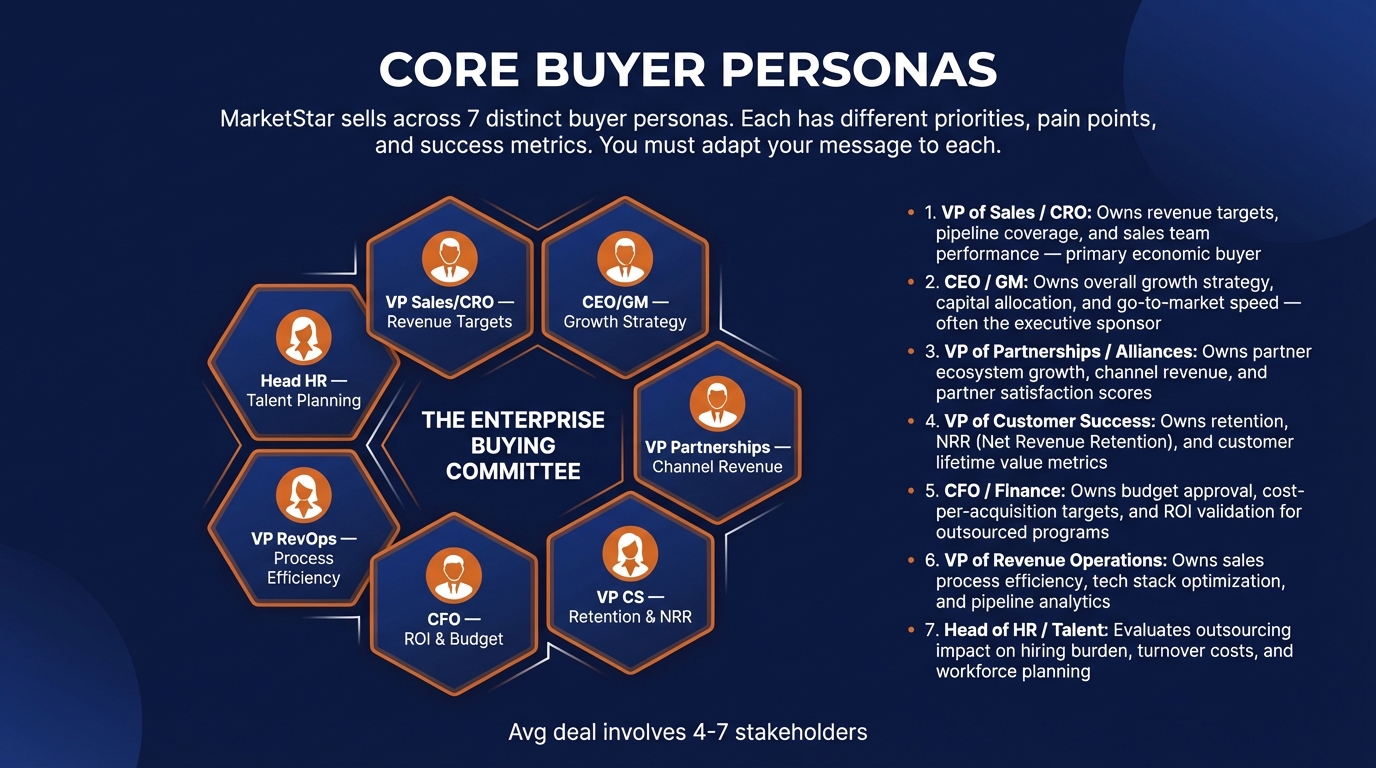 CORE BUYER PERSONAS
MarketStar sells across 7 distinct buyer personas. Each has different priorities, pain points,
and success metrics. You must adapt your message to each.
VP Sales/CRO —
Revenue Targets
CEO/GM —
Growth Strategy
Head HR —
Talent Planning
VP Partnerships —
Channel Revenue
THE ENTERPRISE
BUYING
COMMITTEE
VP RevOps —
Process
Efficiency
CFO —
ROI & Budget
VP CS —
Retention & NRR
• 1. VP of Sales / CRO: Owns revenue targets,
pipeline coverage, and sales team
performance — primary economic buyer
• 2. CEO / GM: Owns overall growth strategy,
capital allocation, and go-to-market speed —
often the executive sponsor
• 3. VP of Partnerships / Alliances: Owns partner
ecosystem growth, channel revenue, and
partner satisfaction scores
• 4. VP of Customer Success: Owns retention,
NRR (Net Revenue Retention), and customer
lifetime value metrics
• 5. CFO / Finance: Owns budget approval, cost-
per-acquisition targets, and ROI validation for
outsourced programs
• 6. VP of Revenue Operations: Owns sales
process efficiency, tech stack optimization,
and pipeline analytics
• 7. Head of HR / Talent: Evaluates outsourcing
impact on hiring burden, turnover costs, and
workforce planning
Avg deal involves 4-7 stakeholders